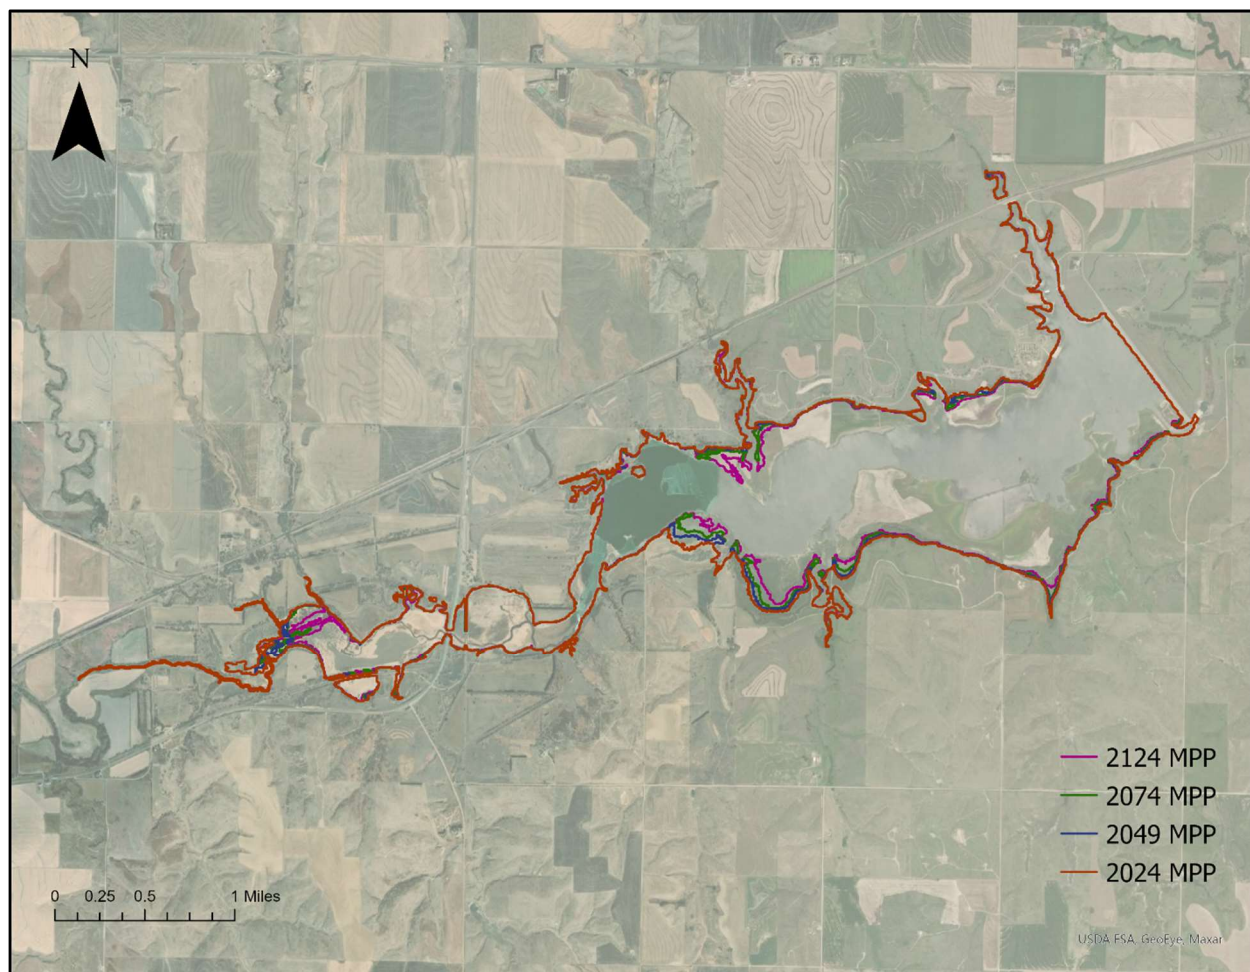 N
2124 MPP
2074 MPP
2049 MPP
2024 MPP
0 0.25 0.5 1 Miles
USDA FSA, GeoEye, Maxar